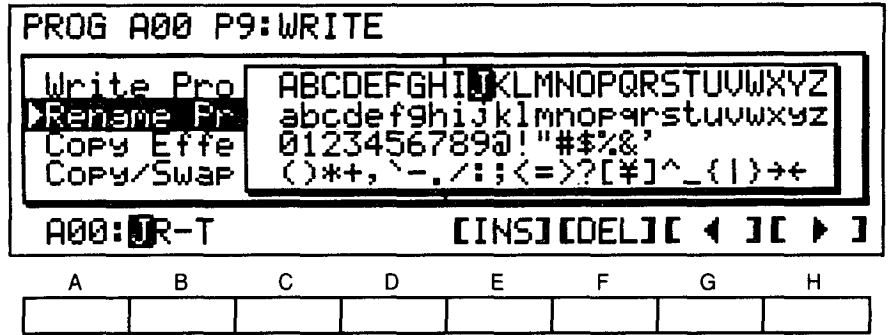 PROG A00 P9:WRITE
Write Pro
▶Rename Pr
Copy Effe
Copy/Swap
ABCDEFGHIJKLMNOPQRSTUVWXYZ
abcdefghijklmnopqrstuvwxyz
0123456789@!"#$%&'
()*+,`-./:;<=>?[¥]^_{|}→←
A00:JR-T [INS][DEL][ ◀ ][ ▶ ]
A B C D E F G H